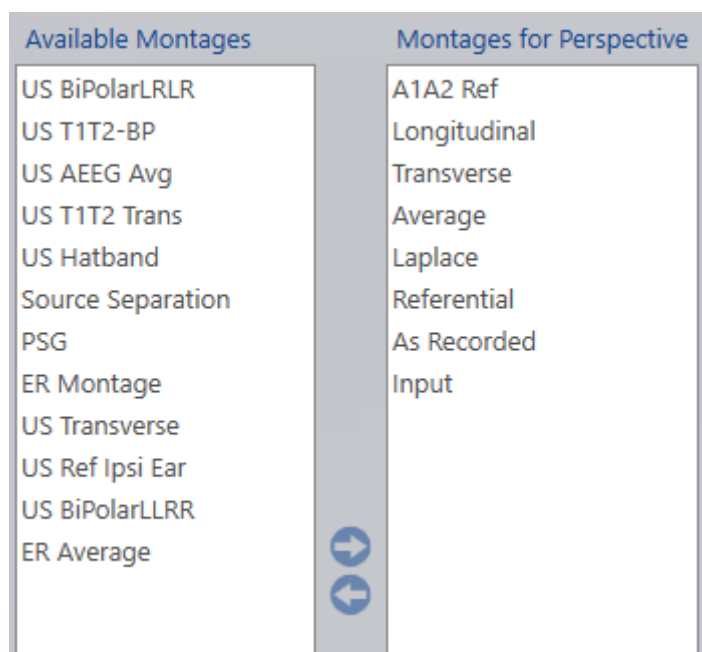 Available Montages
US BiPolarLRLR
US T1T2-BP
US AEEG Avg
US T1T2 Trans
US Hatband
Source Separation
PSG
ER Montage
US Transverse
US Ref Ipsi Ear
US BiPolarLLRR
ER Average
Montages for Perspective
A1A2 Ref
Longitudinal
Transverse
Average
Laplace
Referential
As Recorded
Input